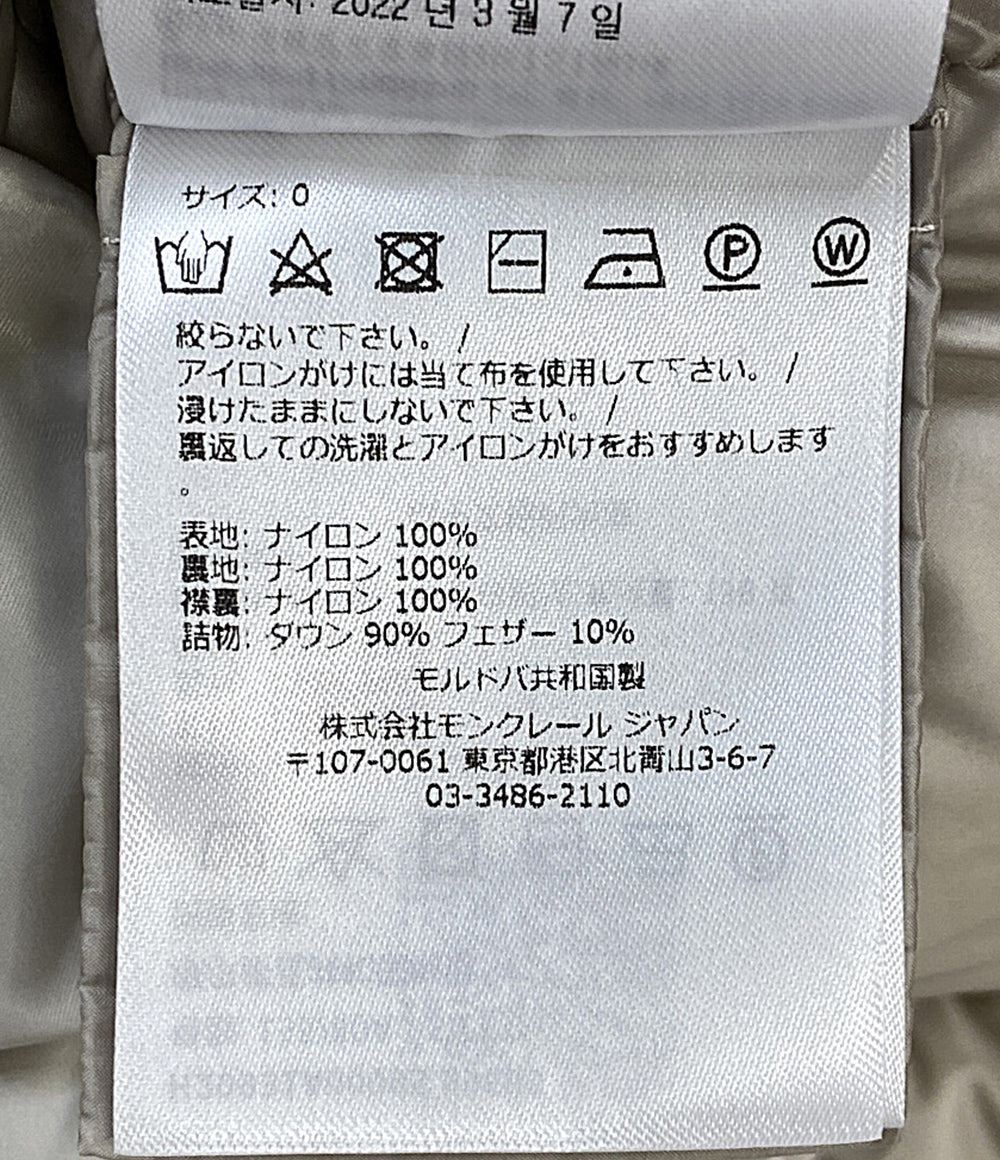 2022 년 3 월 7 일
サイズ: 0
P W
絞らないで下さい。 /
アイロンがけには当て布を使用して下さい。 /
浸けたままにしないで下さい。 /
裏返しての洗濯とアイロンがけをおすすめします
。
表地: ナイロン 100%
裏地: ナイロン 100%
襟裏: ナイロン 100%
詰物: ダウン 90% フェザー 10%
モルドバ共和国製
株式会社モンクレール ジャパン
〒107-0061 東京都港区北青山3-6-7
03-3486-2110